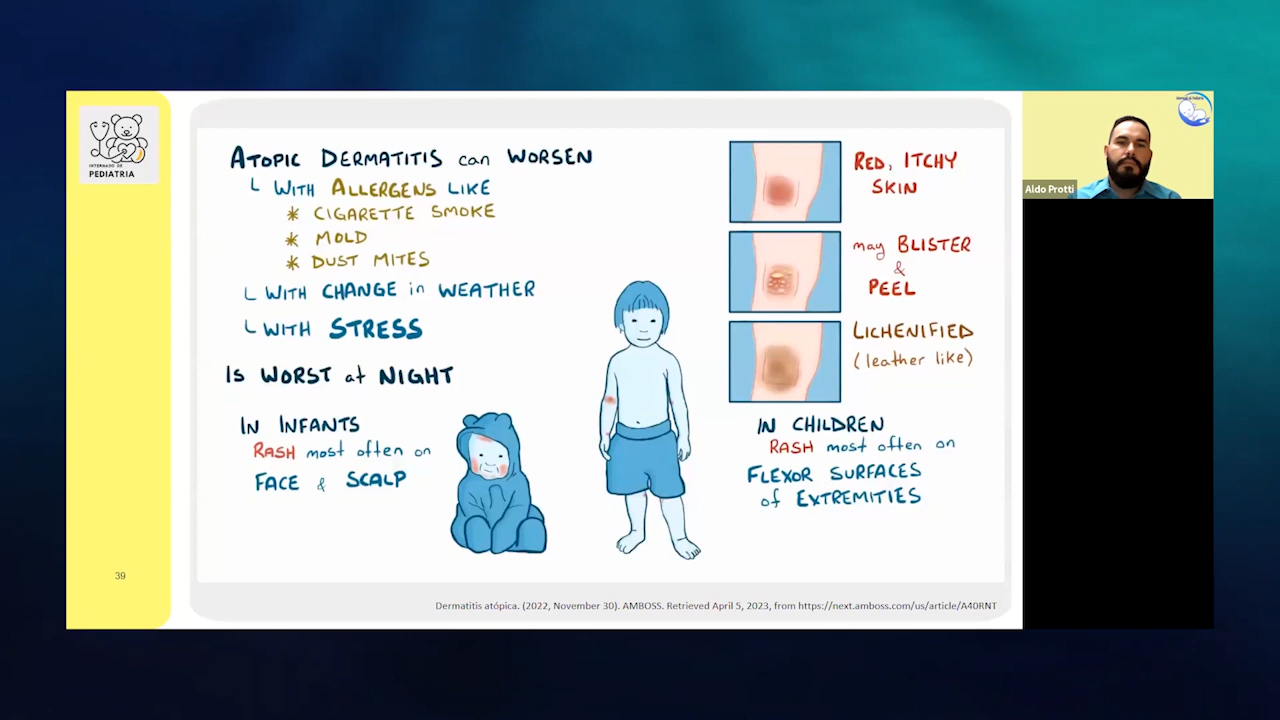 INTERNADO DE
PEDIATRIA
ATOPIC DERMATITIS can WORSEN
WITH ALLERGENS LIKE
* CIGARETTE SMOKE
* MOLD
* DUST MITES
WITH CHANGE in WEATHER
WITH STRESS
IS WORST at NIGHT
IN INFANTS
RASH most often on
FACE & SCALP
RED, ITCHY
SKIN
may BLISTER
&
PEEL
LICHENIFIED
(leather like)
IN CHILDREN
RASH most often on
FLEXOR SURFACES
of EXTREMITIES
39
Dermatitis atópica. (2022, November 30). AMBOSS. Retrieved April 5, 2023, from https://next.amboss.com/us/article/A40RNT
Aldo Protti